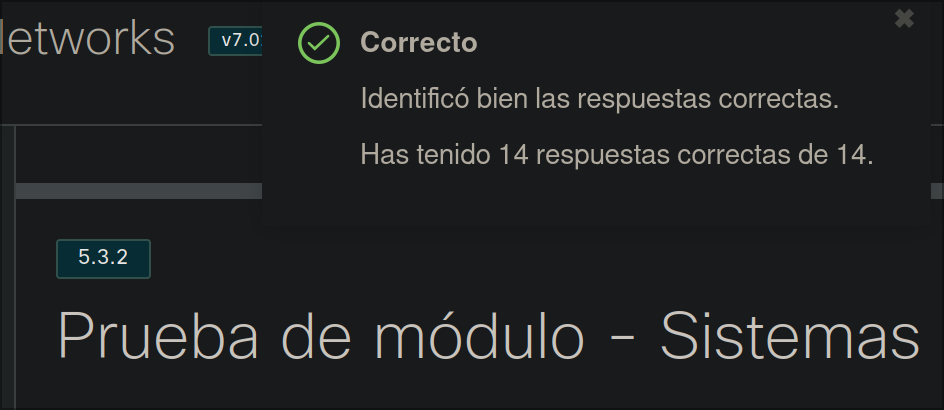 etworks
v7.0
Correcto
Identificó bien las respuestas correctas.
Has tenido 14 respuestas correctas de 14.
5.3.2
Prueba de módulo - Sistemas